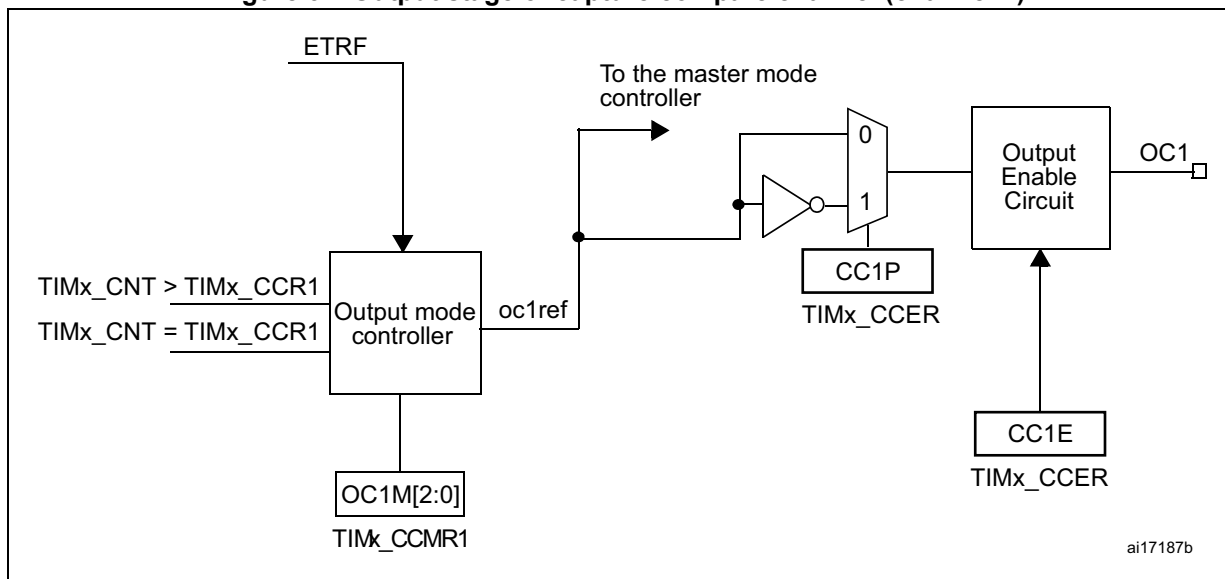 ETRF
To the master mode
controller
0
1
Output
Enable
Circuit
OC1
CC1P
TIMx_CCER
TIMx_CNT > TIMx_CCR1
TIMx_CNT = TIMx_CCR1
Output mode
controller
oc1ref
CC1E
TIMx_CCER
OC1M[2:0]
TIMx_CCMR1
ai17187b